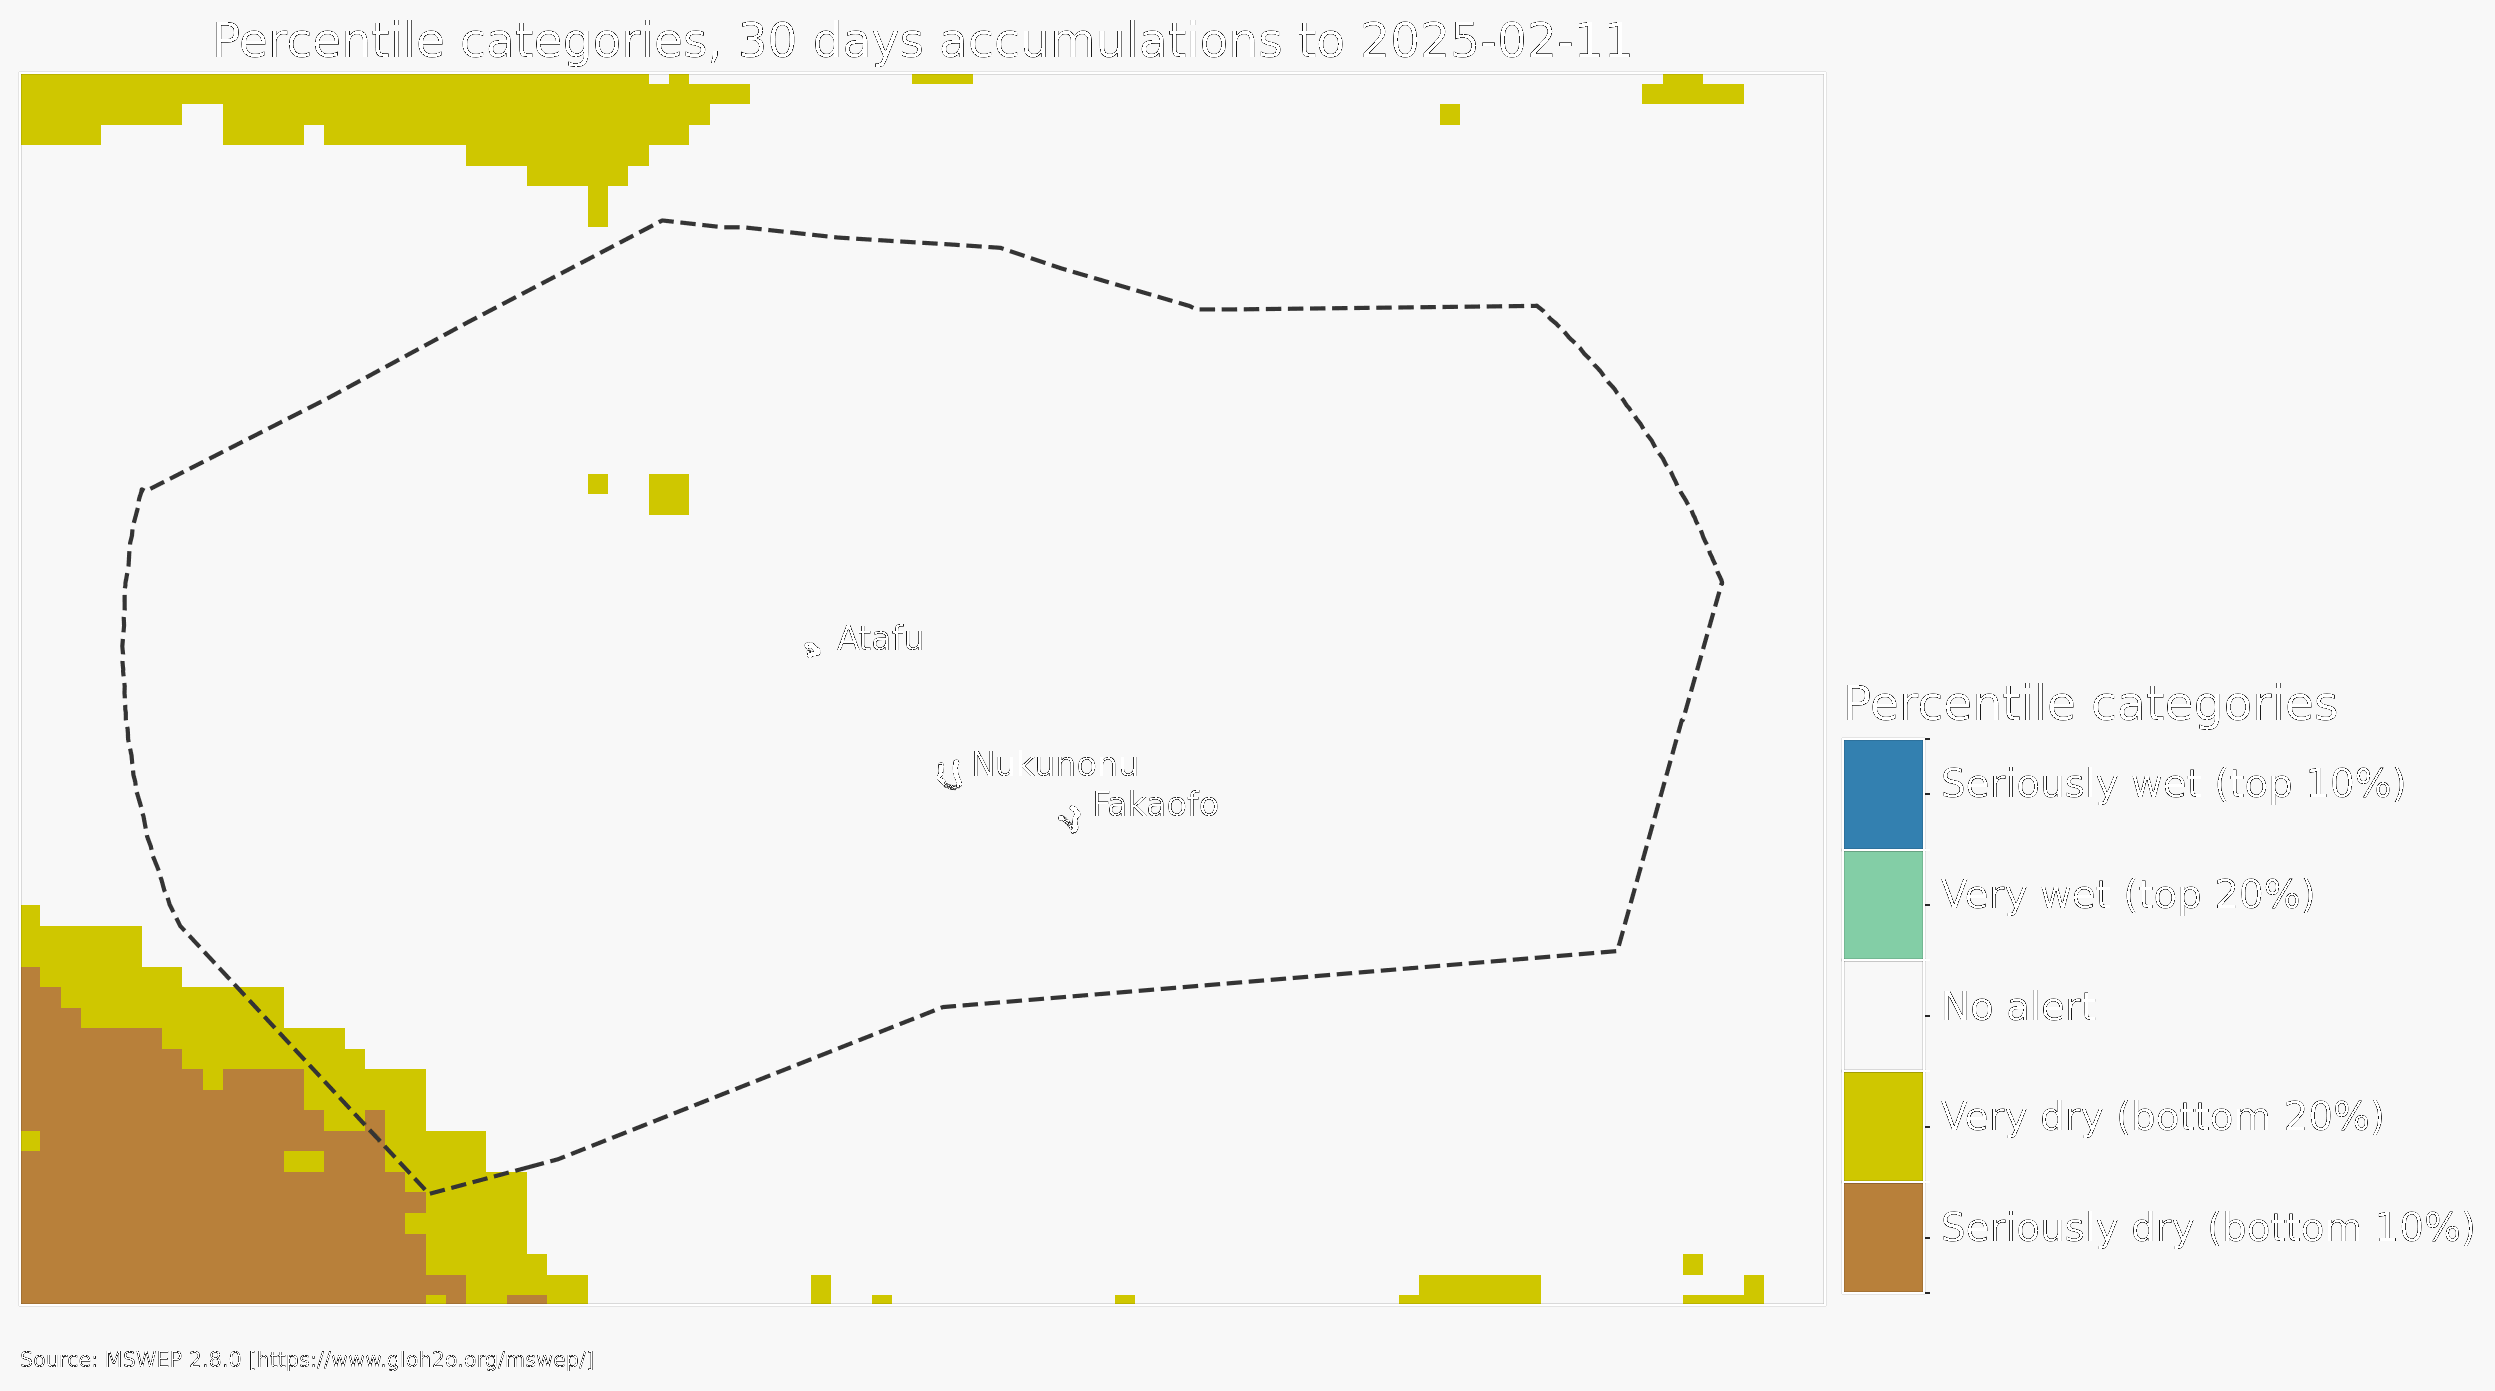 Percentile categories, 30 days accumulations to 2025-02-11
Atafu
Nukunonu
Fakaofo
Percentile categories
Seriously wet (top 10%)
Very wet (top 20%)
No alert
Very dry (bottom 20%)
Seriously dry (bottom 10%)
Source: MSWEP 2.8.0 [https://www.gloh2o.org/mswep/]